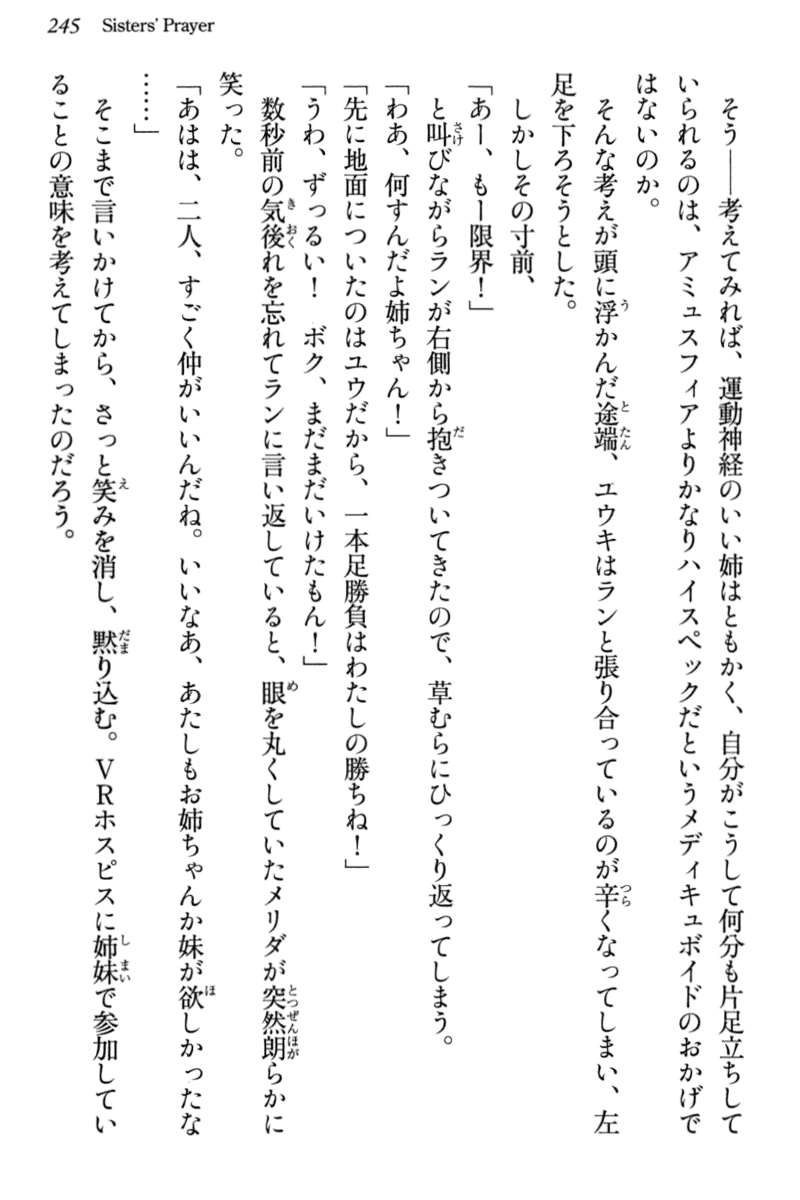 245 Sisters' Prayer
そう――考えてみれば、運動神経のいい姉はともかく、自分がこうして何分も片足立ちして
いられるのは、アミュスフィアよりかなりハイスペックだというメディキュボイドのおかげで
はないのか。
そんな考えが頭に浮かんだ途端、ユウキはランと張り合っているのが辛くなってしまい、左
足を下ろそうとした。
しかしその寸前、
「あー、もー限界！」
と叫びながらランが右側から抱きついてきたので、草むらにひっくり返ってしまう。
「わあ、何すんだよ姉ちゃん！」
「先に地面についたのはユウだから、一本足勝負はわたしの勝ちね！」
「うわ、ずっるい！　ボク、まだまだいけたもん！」
数秒前の気後れを忘れてランに言い返していると、眼を丸くしていたメリダが突然朗らかに
笑った。
「あはは、二人、すごく仲がいいんだね。いいなあ、あたしもお姉ちゃんか妹が欲しかったな
……」
そこまで言いかけてから、さっと笑みを消し、黙り込む。ＶＲホスピスに姉妹で参加してい
ることの意味を考えてしまったのだろう。